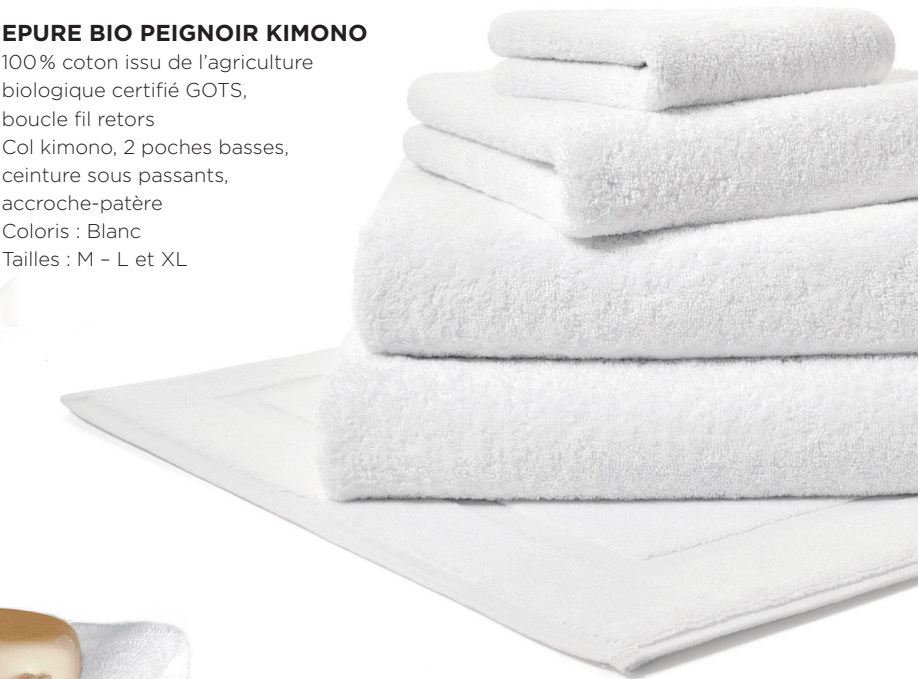 EPURE BIO PEIGNOIR KIMONO
100 % coton issu de l’agriculture
biologique certifié GOTS,
boucle fil retors
Col kimono, 2 poches basses,
ceinture sous passants,
accroche-patère
Coloris : Blanc
Tailles : M – L et XL